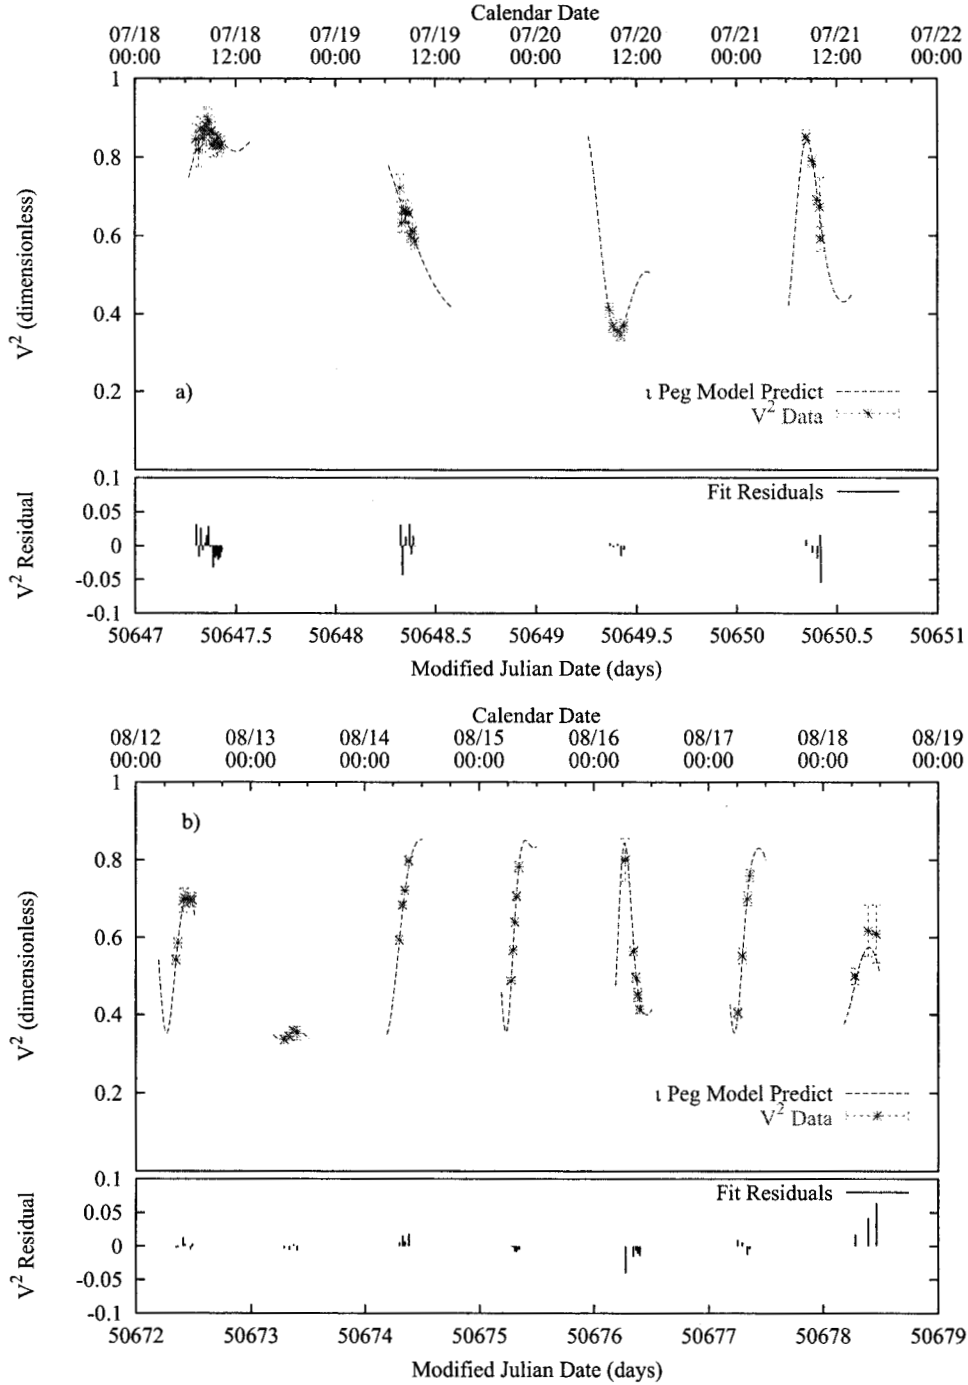 Calendar Date
07/18 07/18 07/19 07/19 07/20 07/20 07/21 07/21 07/22
00:00 12:00 00:00 12:00 00:00 12:00 00:00 12:00 00:00
1
0.8
0.6
0.4
0.2
V² (dimensionless)
a)
ι Peg Model Predict
V² Data
0.1
0.05
0
-0.05
-0.1
V² Residual
Fit Residuals
50647 50647.5 50648 50648.5 50649 50649.5 50650 50650.5 50651
Modified Julian Date (days)
Calendar Date
08/12 08/13 08/14 08/15 08/16 08/17 08/18 08/19
00:00 00:00 00:00 00:00 00:00 00:00 00:00 00:00
1
0.8
0.6
0.4
0.2
V² (dimensionless)
b)
ι Peg Model Predict
V² Data
0.1
0.05
0
-0.05
-0.1
V² Residual
Fit Residuals
50672 50673 50674 50675 50676 50677 50678 50679
Modified Julian Date (days)